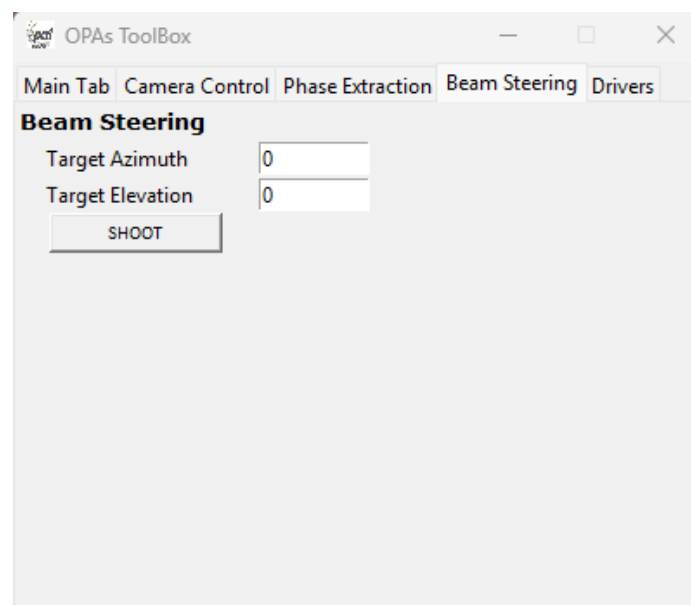 OPAs ToolBox
Main Tab Camera Control Phase Extraction Beam Steering Drivers
Beam Steering
Target Azimuth 0
Target Elevation 0
SHOOT